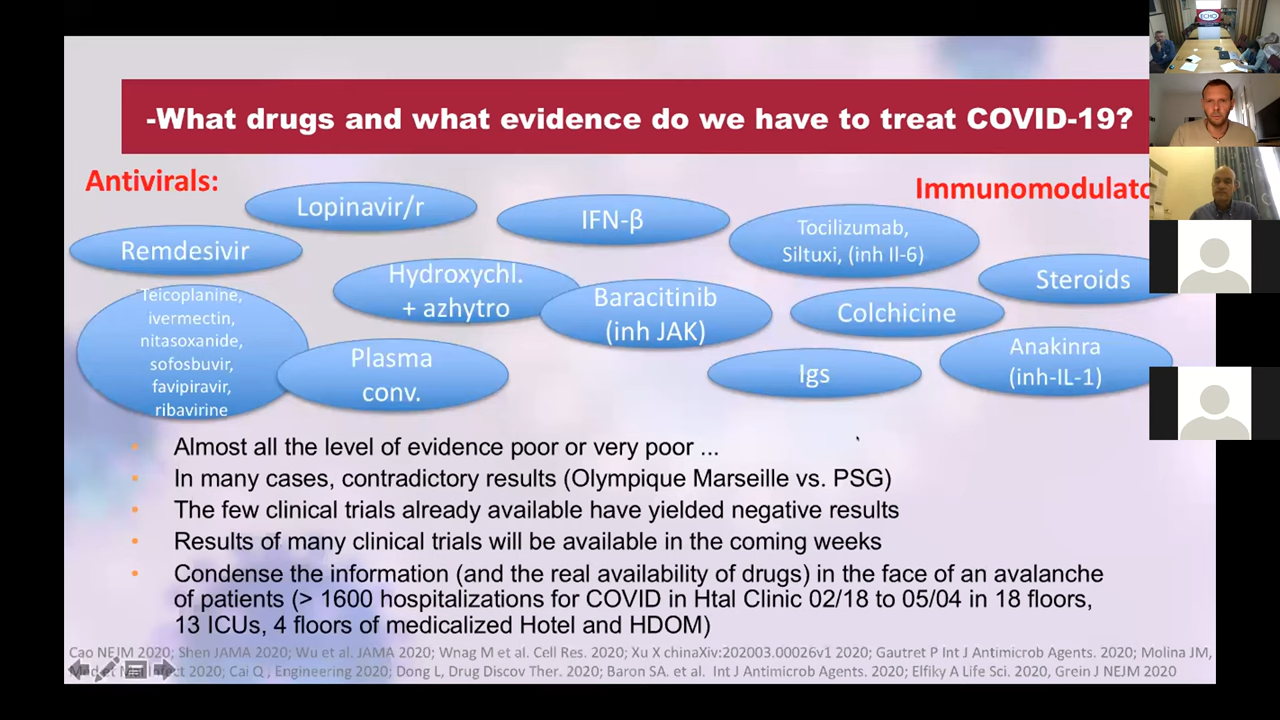 ECHO
-What drugs and what evidence do we have to treat COVID-19?
Antivirals:
Immunomodulato
Lopinavir/r
IFN-β
Tocilizumab,
Siltuxi, (inh Il-6)
Remdesivir
Steroids
Hydroxychl.
+ azhytro
Baracitinib
(inh JAK)
Colchicine
Teicoplanine,
ivermectin,
nitasoxanide,
sofosbuvir,
favipiravir,
ribavirine
Plasma
conv.
Igs
Anakinra
(inh-IL-1)
• Almost all the level of evidence poor or very poor ...
• In many cases, contradictory results (Olympique Marseille vs. PSG)
• The few clinical trials already available have yielded negative results
• Results of many clinical trials will be available in the coming weeks
• Condense the information (and the real availability of drugs) in the face of an avalanche
of patients (> 1600 hospitalizations for COVID in Htal Clinic 02/18 to 05/04 in 18 floors,
13 ICUs, 4 floors of medicalized Hotel and HDOM)
Cao NEJM 2020; Shen JAMA 2020; Wu et al. JAMA 2020; Wnag M et al. Cell Res. 2020; Xu X chinaXiv:202003.00026v1 2020; Gautret P Int J Antimicrob Agents. 2020; Molina JM,
Med et Mal Infect 2020; Cai Q , Engineering 2020; Dong L, Drug Discov Ther. 2020; Baron SA. et al. Int J Antimicrob Agents. 2020; Elfiky A Life Sci. 2020, Grein J NEJM 2020